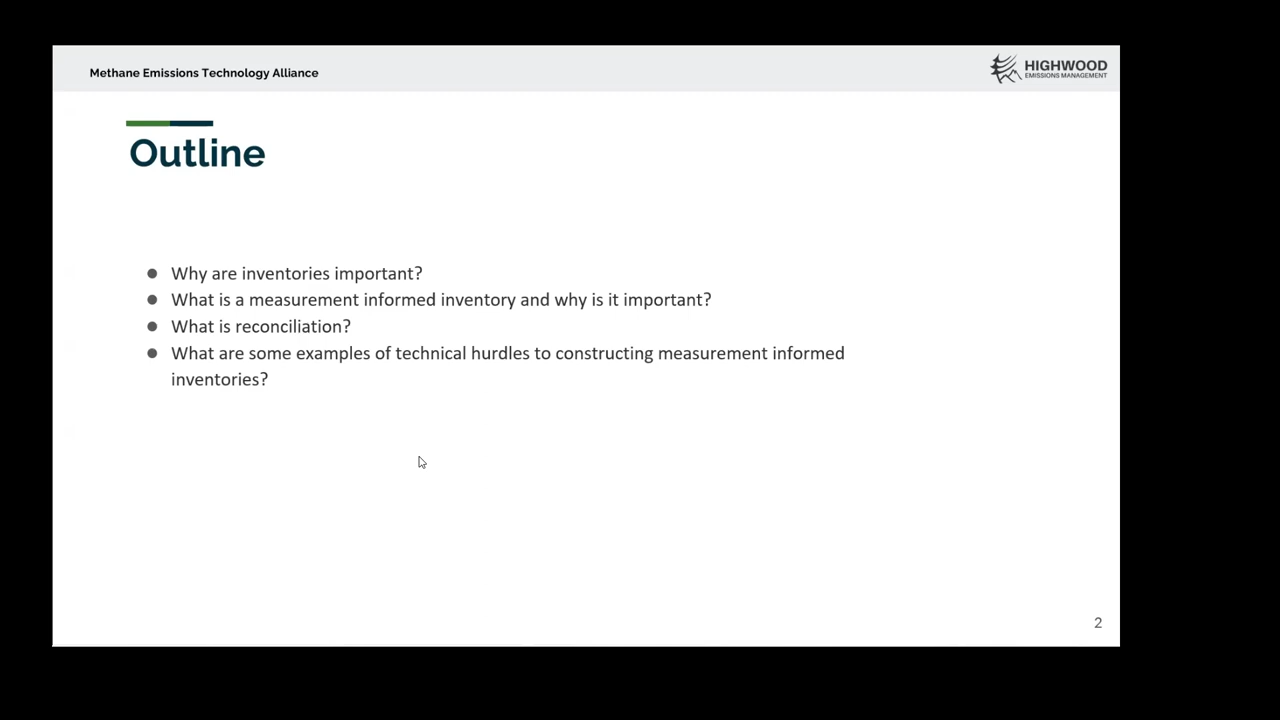 Methane Emissions Technology Alliance
HIGHWOOD
EMISSIONS MANAGEMENT
Outline
Why are inventories important?
What is a measurement informed inventory and why is it important?
What is reconciliation?
What are some examples of technical hurdles to constructing measurement informed
inventories?
2